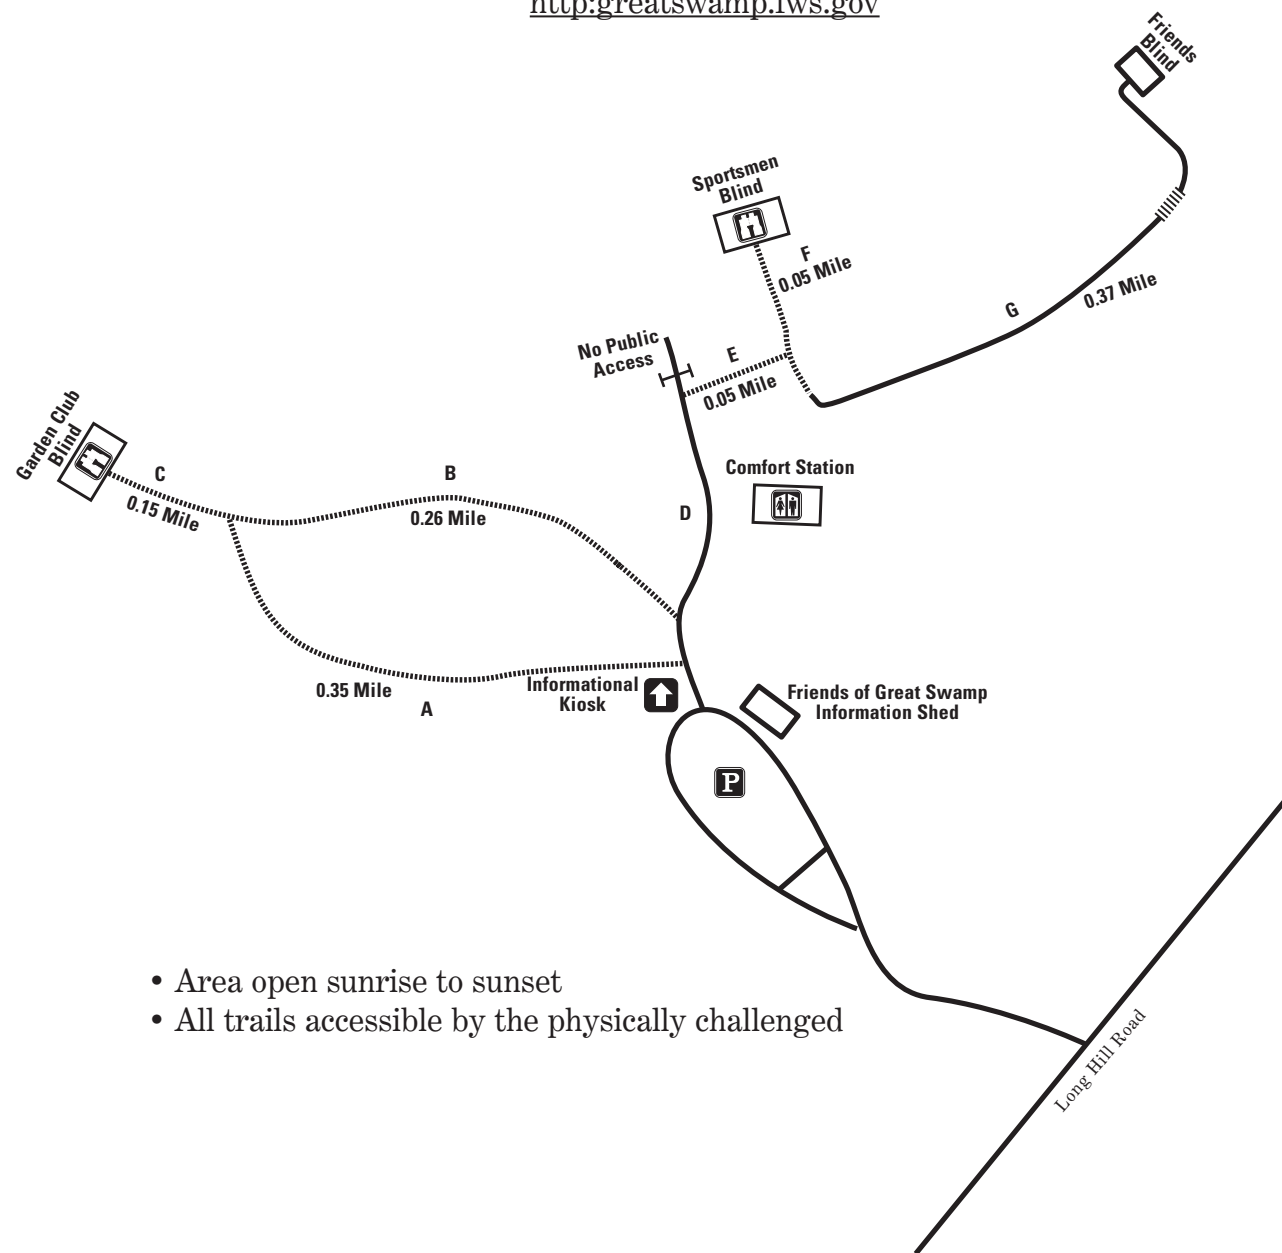 http:greatswamp.fws.gov
Friends
Blind
Sportsmen
Blind
F
0.05 Mile
G
0.37 Mile
No Public
Access
E
0.05 Mile
Garden Club
Blind
C
0.15 Mile
B
0.26 Mile
D
Comfort Station
0.35 Mile
A
Informational
Kiosk
Friends of Great Swamp
Information Shed
P
• Area open sunrise to sunset
• All trails accessible by the physically challenged
Long Hill Road